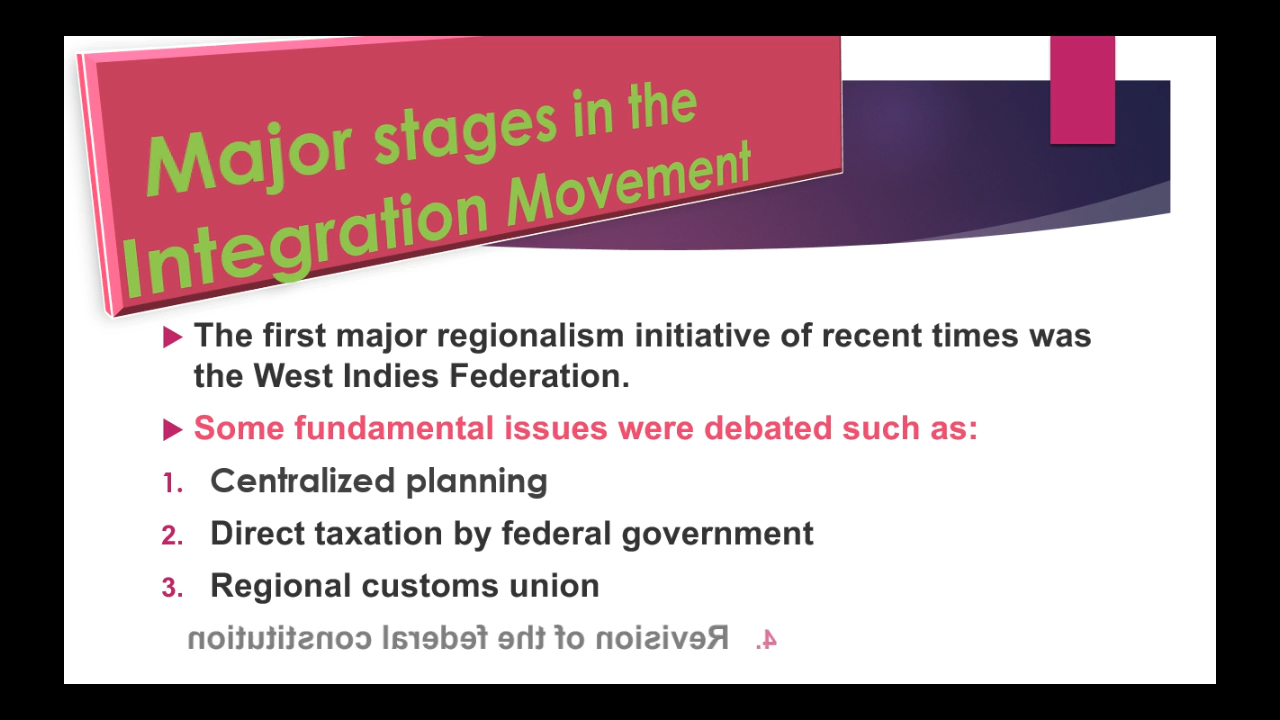 Major stages in the
Integration Movement
The first major regionalism initiative of recent times was
the West Indies Federation.
Some fundamental issues were debated such as:
1. Centralized planning
2. Direct taxation by federal government
3. Regional customs union
4. Revision of the federal constitution